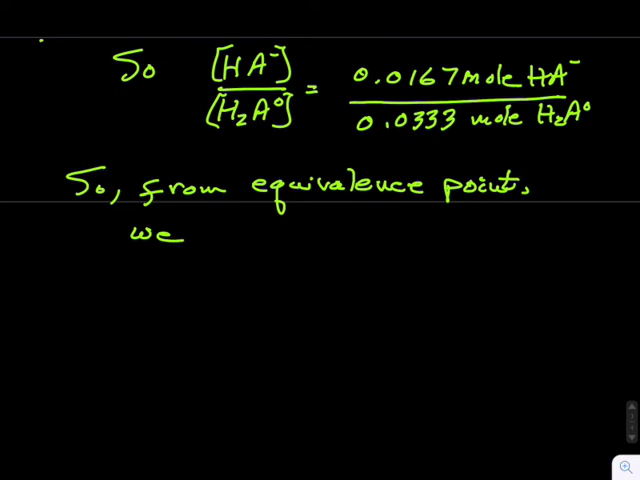 So [HA⁻]/[H₂A⁰] = 0.0167 mole HA⁻/0.0333 mole H₂A⁰
So, from equivalence point,
we